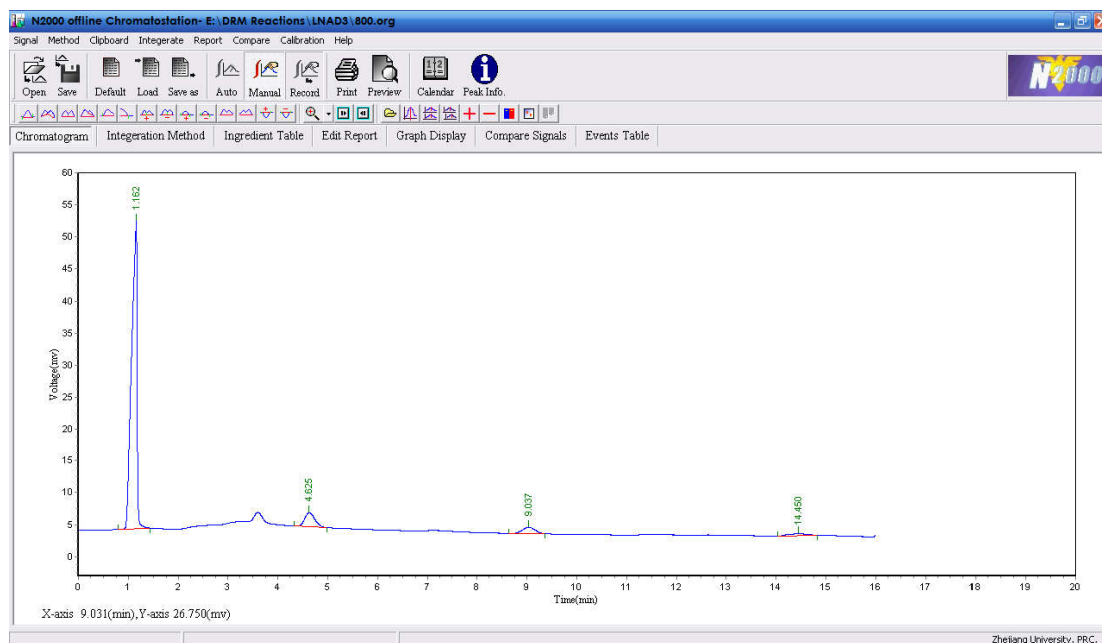 N2000 offline Chromatostation- E:\DRM Reactions\LNAD3\800.org
Signal Method Clipboard Integerate Report Compare Calibration Help
Open Save Default Load Save as Auto Manual Record Print Preview Calendar Peak Info.
N2000
Chromatogram Integeration Method Ingredient Table Edit Report Graph Display Compare Signals Events Table
60
55
50
45
40
35
30
25
20
15
10
5
0
Voltage(mv)
1.162
4.625
9.037
14.450
0 1 2 3 4 5 6 7 8 9 10 11 12 13 14 15 16 17 18 19 20
Time(min)
X-axis 9.031(min),Y-axis 26.750(mv)
Zhejiang University, PRC.